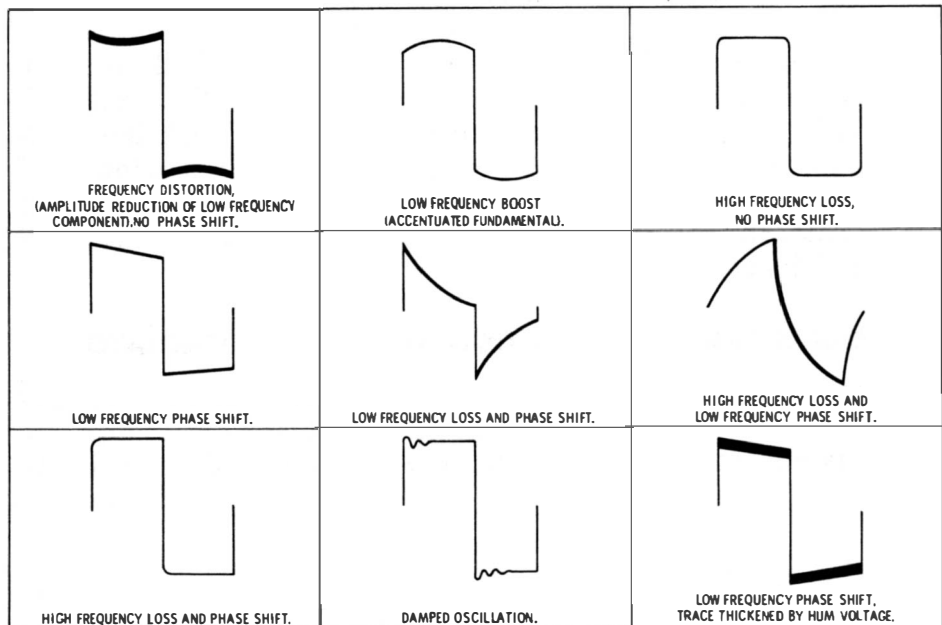 FREQUENCY DISTORTION,
(AMPLITUDE REDUCTION OF LOW FREQUENCY
COMPONENT).NO PHASE SHIFT.
LOW FREQUENCY BOOST
(ACCENTUATED FUNDAMENTAL).
HIGH FREQUENCY LOSS,
NO PHASE SHIFT.
LOW FREQUENCY PHASE SHIFT.
LOW FREQUENCY LOSS AND PHASE SHIFT.
HIGH FREQUENCY LOSS AND
LOW FREQUENCY PHASE SHIFT.
HIGH FREQUENCY LOSS AND PHASE SHIFT.
DAMPED OSCILLATION.
LOW FREQUENCY PHASE SHIFT,
TRACE THICKENED BY HUM VOLTAGE.